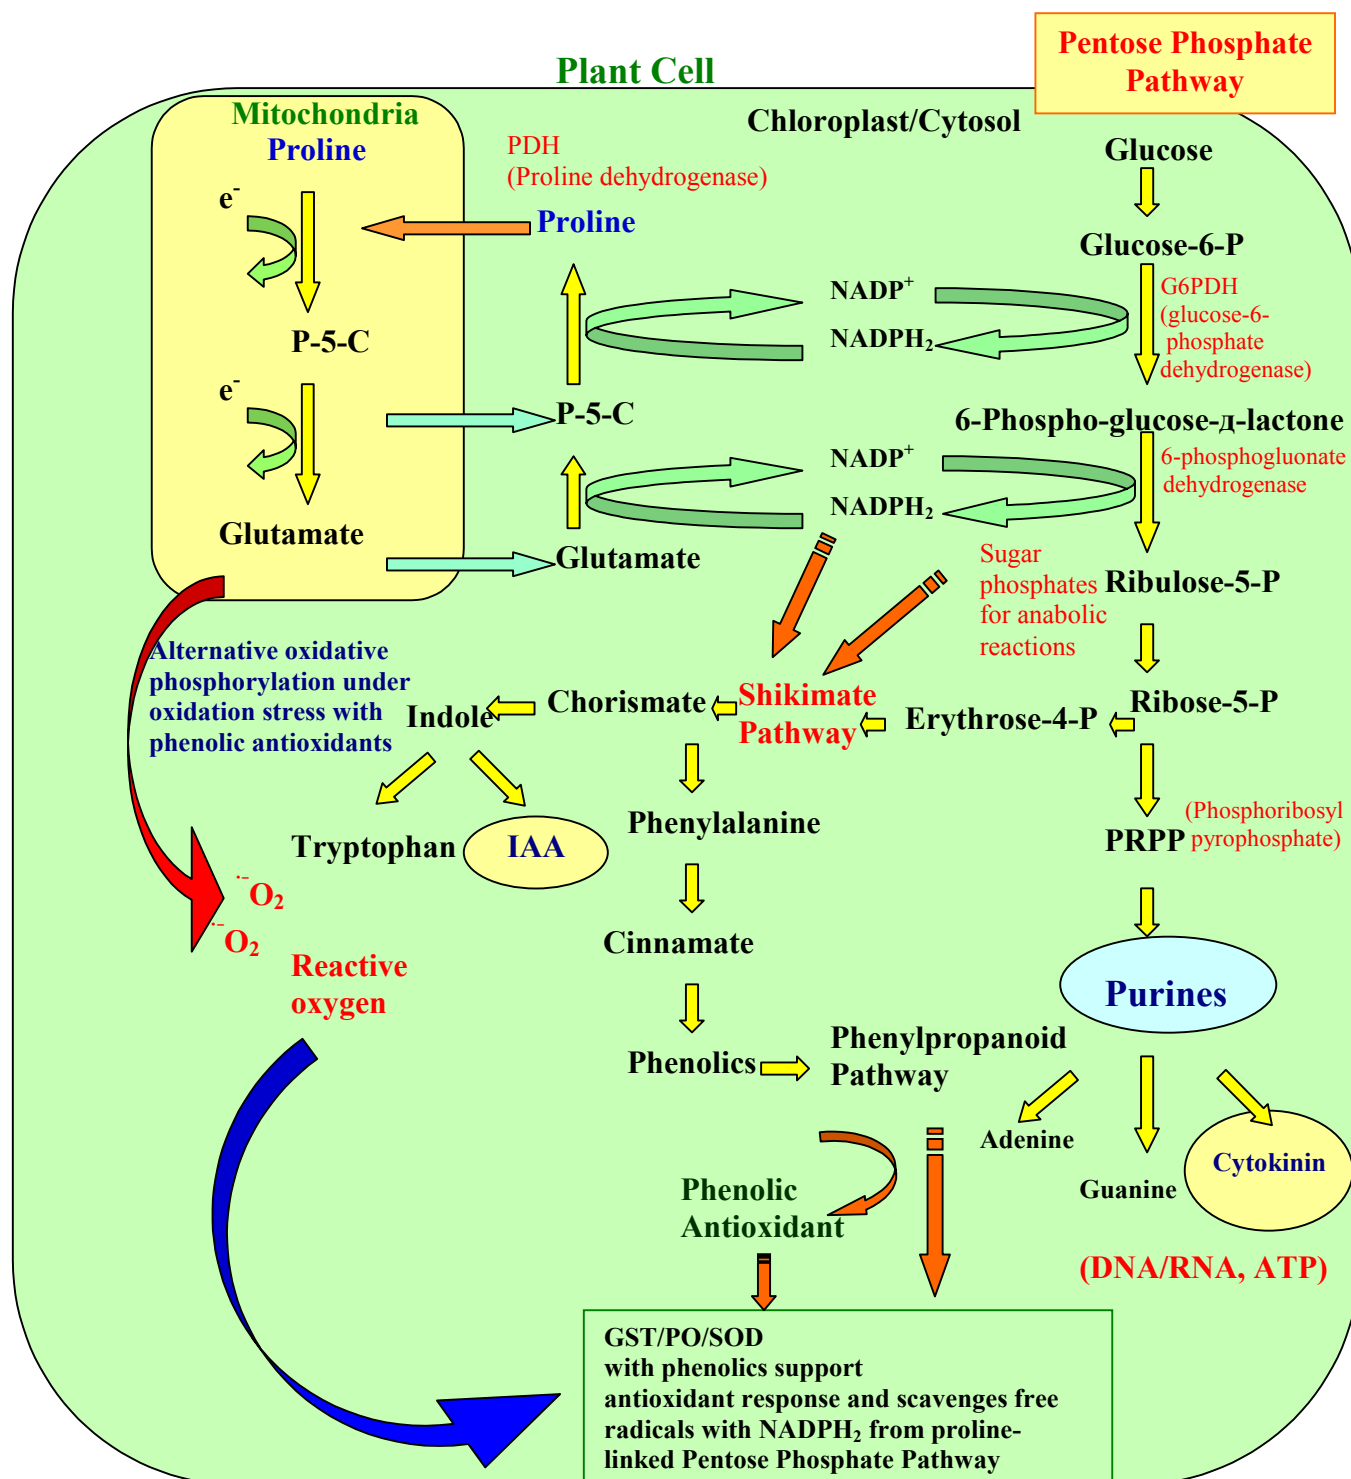 Pentose Phosphate
Pathway
Plant Cell
Mitochondria
Proline
e-
P-5-C
e-
Glutamate
Chloroplast/Cytosol
PDH
(Proline dehydrogenase)
Proline
P-5-C
Glutamate
NADP+
NADPH2
NADP+
NADPH2
Glucose
Glucose-6-P
G6PDH
(glucose-6-
phosphate
dehydrogenase)
6-Phospho-glucose-д-lactone
6-phosphogluonate
dehydrogenase
Sugar
phosphates
for anabolic
reactions
Ribulose-5-P
Ribose-5-P
Erythrose-4-P
Shikimate
Pathway
Chorismate
Indole
Alternative oxidative
phosphorylation under
oxidation stress with
phenolic antioxidants
Tryptophan
IAA
Phenylalanine
PRPP
(Phosphoribosyl
pyrophosphate)
·-O2
·-O2
Reactive
oxygen
Cinnamate
Purines
Phenolics
Phenylpropanoid
Pathway
Adenine
Guanine
Cytokinin
Phenolic
Antioxidant
(DNA/RNA, ATP)
GST/PO/SOD
with phenolics support
antioxidant response and scavenges free
radicals with NADPH2 from proline-
linked Pentose Phosphate Pathway